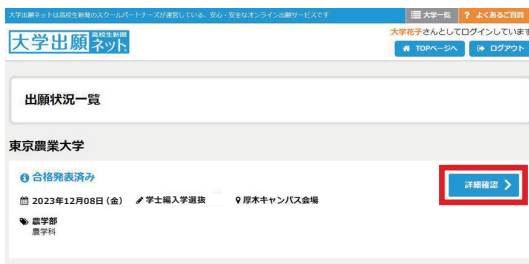 大学出願ネットは高校生新聞のスクールパートナーズが運営している、安心・安全なオンライン出願サービスです
大学一覧 ? よくあるご質問
大学出願 高校生新聞 ネット
大学花子さんとしてログインしています
TOPページへ ログアウト
出願状況一覧
東京農業大学
合格発表済み
詳細確認
2023年12月08日(金) 学士編入学選抜 厚木キャンパス会場
農学部
農学科